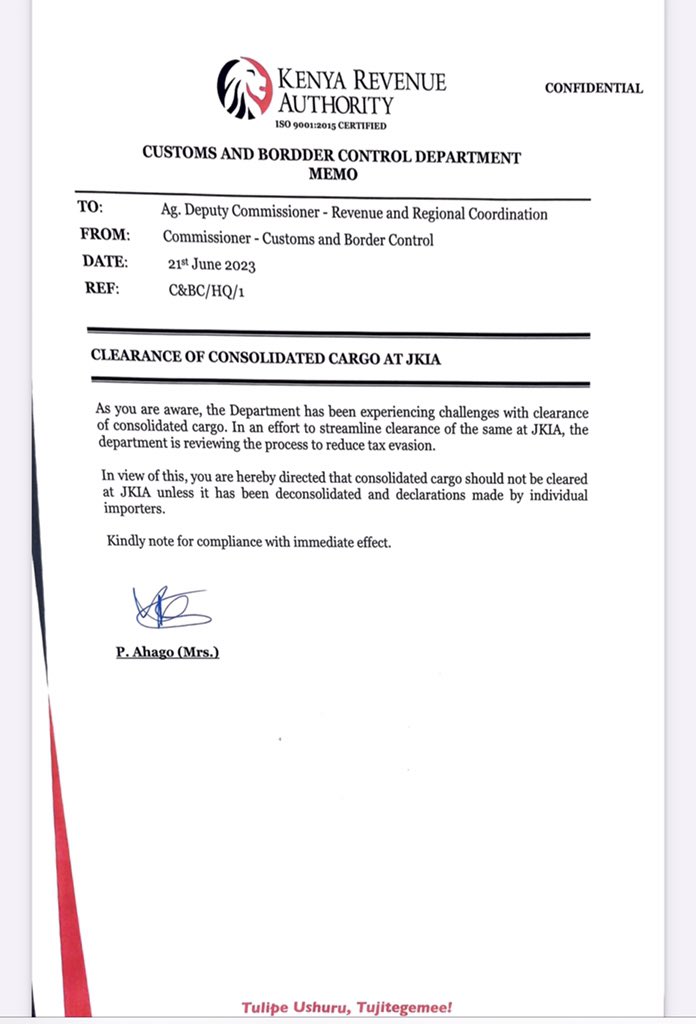 KENYA REVENUE
AUTHORITY
ISO 9001:2015 CERTIFIED
CONFIDENTIAL
CUSTOMS AND BORDDER CONTROL DEPARTMENT
MEMO
TO: Ag. Deputy Commissioner - Revenue and Regional Coordination
FROM: Commissioner - Customs and Border Control
DATE: 21st June 2023
REF: C&BC/HQ/1
CLEARANCE OF CONSOLIDATED CARGO AT JKIA
As you are aware, the Department has been experiencing challenges with clearance
of consolidated cargo. In an effort to streamline clearance of the same at JKIA, the
department is reviewing the process to reduce tax evasion.
In view of this, you are hereby directed that consolidated cargo should not be cleared
at JKIA unless it has been deconsolidated and declarations made by individual
importers.
Kindly note for compliance with immediate effect.
P. Ahago (Mrs.)
Tulipe Ushuru, Tujitegemee!